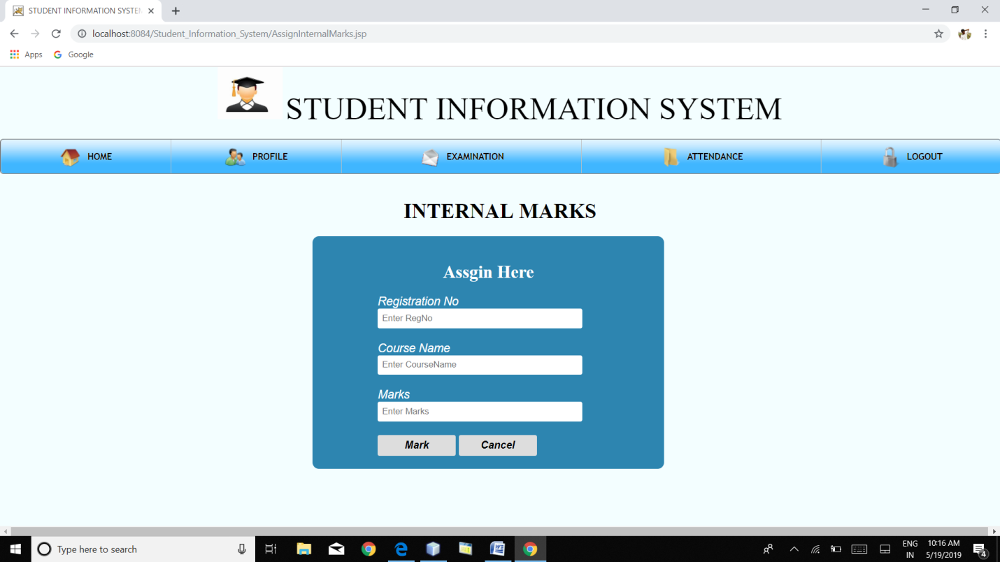 STUDENT INFORMATION SYSTEM
localhost:8084/Student_Information_System/AssignInternalMarks.jsp
Apps Google
STUDENT INFORMATION SYSTEM
HOME PROFILE EXAMINATION ATTENDANCE LOGOUT
INTERNAL MARKS
Assgin Here
Registration No
Enter RegNo
Course Name
Enter CourseName
Marks
Enter Marks
Mark Cancel
Type here to search
ENG 10:16 AM
IN 5/19/2019 4